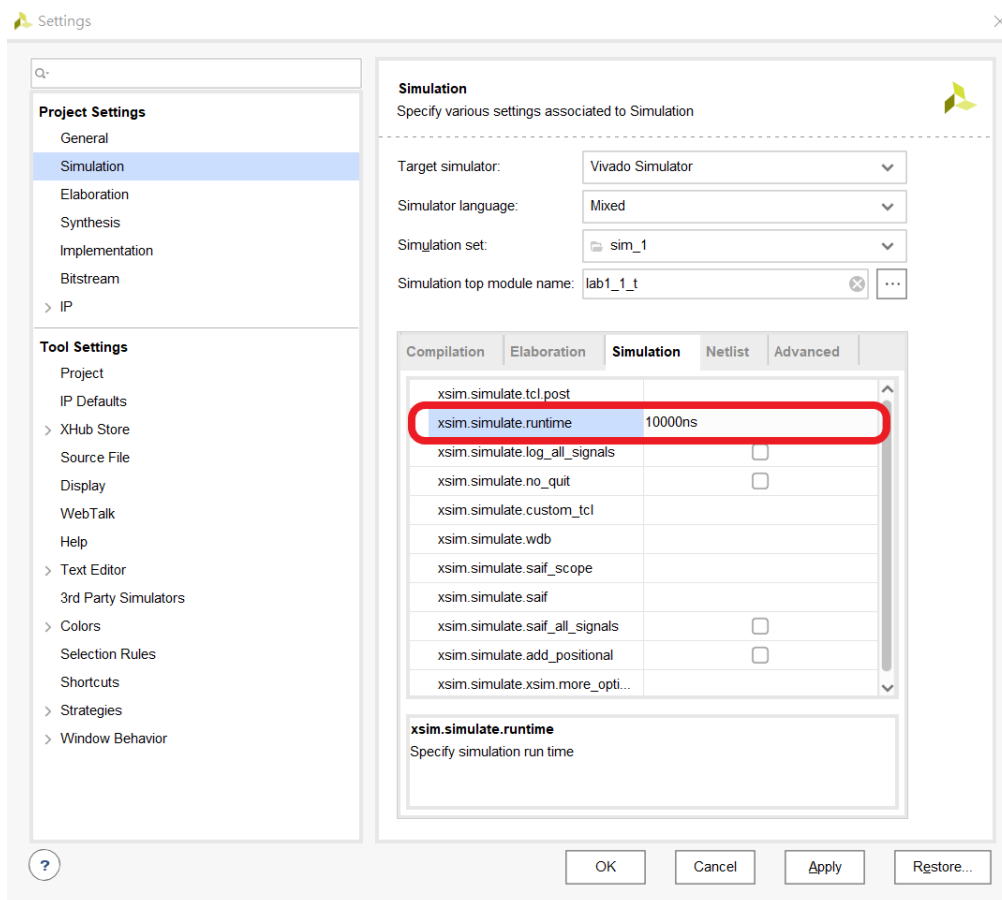 Settings
Project Settings
General
Simulation
Elaboration
Synthesis
Implementation
Bitstream
> IP
Tool Settings
Project
IP Defaults
> XHub Store
Source File
Display
WebTalk
Help
> Text Editor
3rd Party Simulators
> Colors
Selection Rules
Shortcuts
> Strategies
> Window Behavior
Simulation
Specify various settings associated to Simulation
Target simulator: Vivado Simulator
Simulator language: Mixed
Simulation set: sim_1
Simulation top module name: lab1_1_t ...
Compilation Elaboration Simulation Netlist Advanced
xsim.simulate.tcl.post
xsim.simulate.runtime 10000ns
xsim.simulate.log_all_signals
xsim.simulate.no_quit
xsim.simulate.custom_tcl
xsim.simulate.wdb
xsim.simulate.saif_scope
xsim.simulate.saif
xsim.simulate.saif_all_signals
xsim.simulate.add_positional
xsim.simulate.xsim.more_opti...
xsim.simulate.runtime
Specify simulation run time
? OK Cancel Apply Restore...